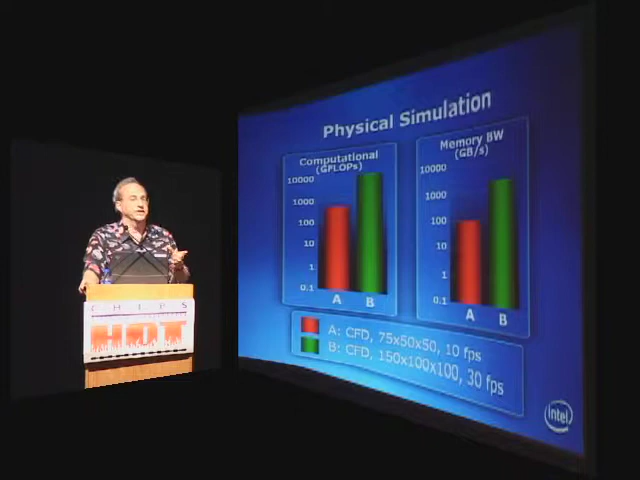 Physical Simulation
Computational
(GFLOPs)
10000
1000
100
10
1
0.1
A
B
Memory BW
(GB/s)
10000
1000
100
10
1
0.1
A
B
A: CFD, 75x50x50, 10 fps
B: CFD, 150x100x100, 30 fps
intel
CHIPS
HOT